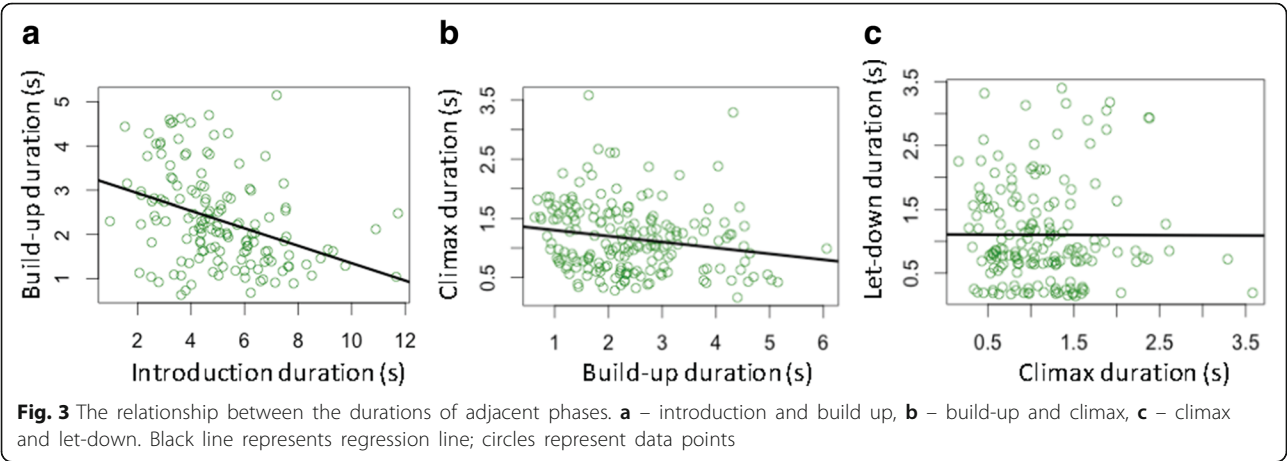 a
b
c
Build-up duration (s)
5
4
3
2
1
2 4 6 8 10 12
Introduction duration (s)
Climax duration (s)
3.5
2.5
1.5
0.5
1 2 3 4 5 6
Build-up duration (s)
Let-down duration (s)
3.5
2.5
1.5
0.5
0.5 1.5 2.5 3.5
Climax duration (s)
Fig. 3 The relationship between the durations of adjacent phases. a – introduction and build up, b – build-up and climax, c – climax
and let-down. Black line represents regression line; circles represent data points